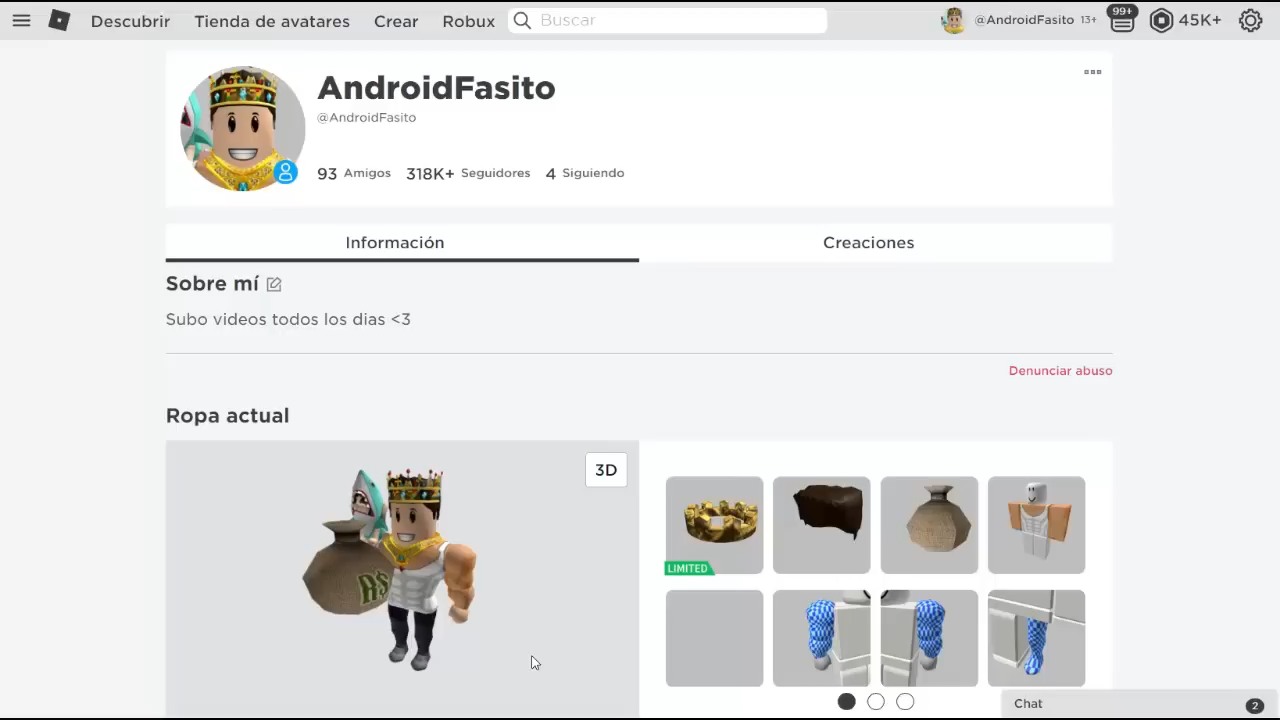 Descubrir Tienda de avatares Crear Robux Buscar @AndroidFasito 13+ 99+ 45K+
AndroidFasito
@AndroidFasito
93 Amigos 318K+ Seguidores 4 Siguiendo
Información Creaciones
Sobre mí
Subo videos todos los dias <3
Denunciar abuso
Ropa actual
3D
R$
LIMITED
Chat 2